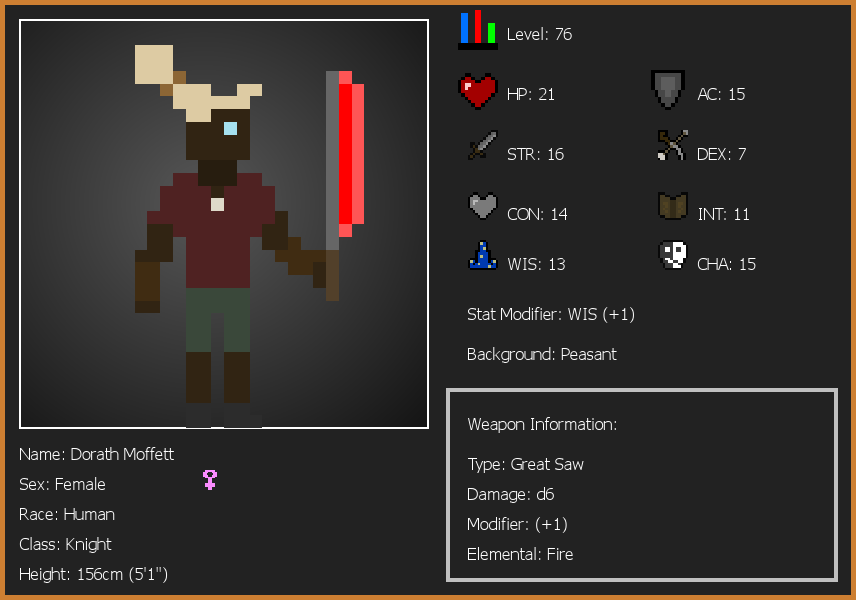 Level: 76
HP: 21
AC: 15
STR: 16
DEX: 7
CON: 14
INT: 11
WIS: 13
CHA: 15
Stat Modifier: WIS (+1)
Background: Peasant
Weapon Information:
Type: Great Saw
Damage: d6
Modifier: (+1)
Elemental: Fire
Name: Dorath Moffett
Sex: Female
Race: Human
Class: Knight
Height: 156cm (5'1")